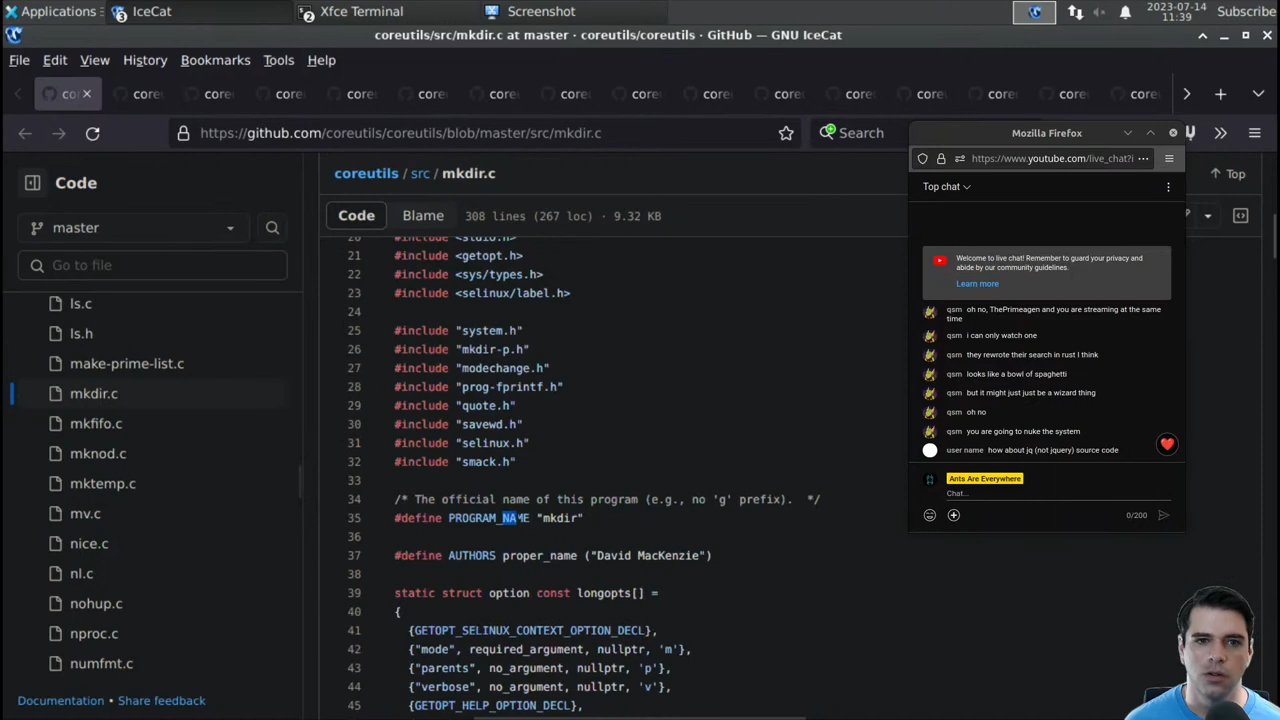 Applications
3 IceCat
2 Xfce Terminal
Screenshot
2023-07-14
11:39
Subscribe
coreutils/src/mkdir.c at master · coreutils/coreutils · GitHub — GNU IceCat
File Edit View History Bookmarks Tools Help
https://github.com/coreutils/coreutils/blob/master/src/mkdir.c
Search
Code
master
Go to file
ls.c
ls.h
make-prime-list.c
mkdir.c
mkfifo.c
mknod.c
mktemp.c
mv.c
nice.c
nl.c
nohup.c
nproc.c
numfmt.c
Documentation · Share feedback
coreutils / src / mkdir.c
Top
Code Blame 308 lines (267 loc) · 9.32 KB
20 #include <stdio.h>
21 #include <getopt.h>
22 #include <sys/types.h>
23 #include <selinux/label.h>
24
25 #include "system.h"
26 #include "mkdir-p.h"
27 #include "modechange.h"
28 #include "prog-fprintf.h"
29 #include "quote.h"
30 #include "savewd.h"
31 #include "selinux.h"
32 #include "smack.h"
33
34 /* The official name of this program (e.g., no 'g' prefix). */
35 #define PROGRAM_NAME "mkdir"
36
37 #define AUTHORS proper_name ("David MacKenzie")
38
39 static struct option const longopts[] =
40 {
41 {GETOPT_SELINUX_CONTEXT_OPTION_DECL},
42 {"mode", required_argument, nullptr, 'm'},
43 {"parents", no_argument, nullptr, 'p'},
44 {"verbose", no_argument, nullptr, 'v'},
45 {GETOPT_HELP_OPTION_DECL},
Mozilla Firefox
https://www.youtube.com/live_chat?i
Top chat
Welcome to live chat! Remember to guard your privacy and
abide by our community guidelines.
Learn more
qsm oh no, ThePrimeagen and you are streaming at the same
time
qsm i can only watch one
qsm they rewrote their search in rust I think
qsm looks like a bowl of spaghetti
qsm but it might just just be a wizard thing
qsm oh no
qsm you are going to nuke the system
user name how about jq (not jquery) source code
Ants Are Everywhere
Chat...
0/200